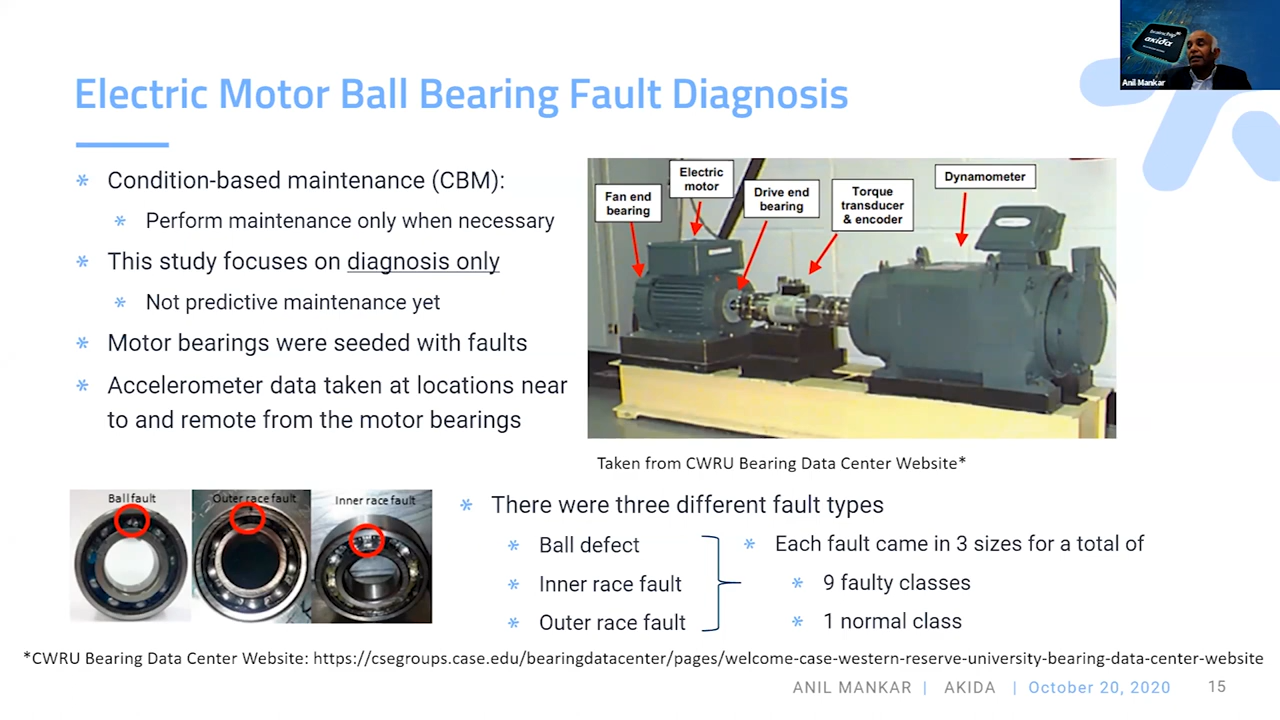 brainchip
akida
Anil Mankar
Electric Motor Ball Bearing Fault Diagnosis
* Condition-based maintenance (CBM):
* Perform maintenance only when necessary
* This study focuses on diagnosis only
* Not predictive maintenance yet
* Motor bearings were seeded with faults
* Accelerometer data taken at locations near
to and remote from the motor bearings
Fan end
bearing
Electric
motor
Drive end
bearing
Torque
transducer
& encoder
Dynamometer
Taken from CWRU Bearing Data Center Website*
Ball fault
Outer race fault
Inner race fault
* There were three different fault types
* Ball defect
* Inner race fault
* Outer race fault
* Each fault came in 3 sizes for a total of
* 9 faulty classes
* 1 normal class
*CWRU Bearing Data Center Website: https://csegroups.case.edu/bearingdatacenter/pages/welcome-case-western-reserve-university-bearing-data-center-website
ANIL MANKAR | AKIDA | October 20, 2020 15